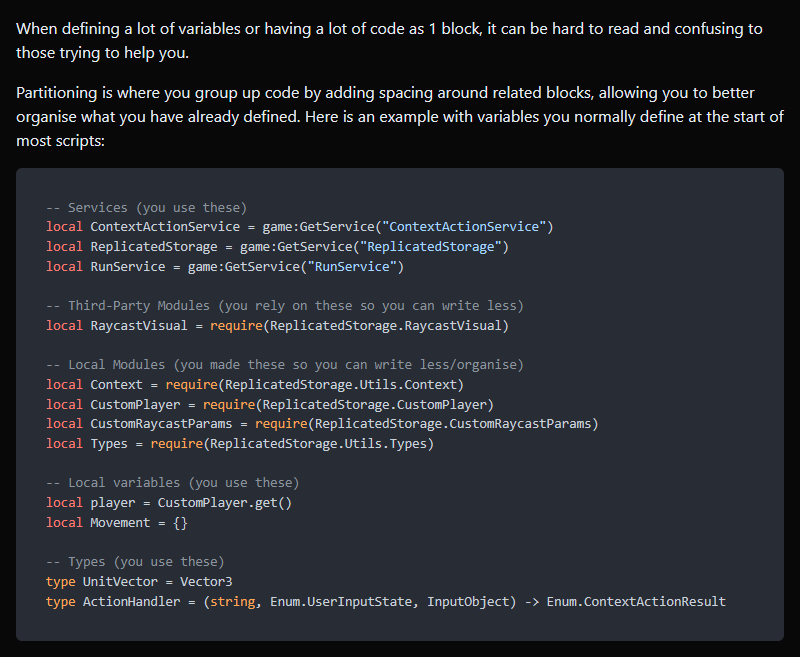 When defining a lot of variables or having a lot of code as 1 block, it can be hard to read and confusing to
those trying to help you.
Partitioning is where you group up code by adding spacing around related blocks, allowing you to better
organise what you have already defined. Here is an example with variables you normally define at the start of
most scripts:
-- Services (you use these)
local ContextActionService = game:GetService("ContextActionService")
local ReplicatedStorage = game:GetService("ReplicatedStorage")
local RunService = game:GetService("RunService")
-- Third-Party Modules (you rely on these so you can write less)
local RaycastVisual = require(ReplicatedStorage.RaycastVisual)
-- Local Modules (you made these so you can write less/organise)
local Context = require(ReplicatedStorage.Utils.Context)
local CustomPlayer = require(ReplicatedStorage.CustomPlayer)
local CustomRaycastParams = require(ReplicatedStorage.CustomRaycastParams)
local Types = require(ReplicatedStorage.Utils.Types)
-- Local variables (you use these)
local player = CustomPlayer.get()
local Movement = {}
-- Types (you use these)
type UnitVector = Vector3
type ActionHandler = (string, Enum.UserInputState, InputObject) -> Enum.ContextActionResult